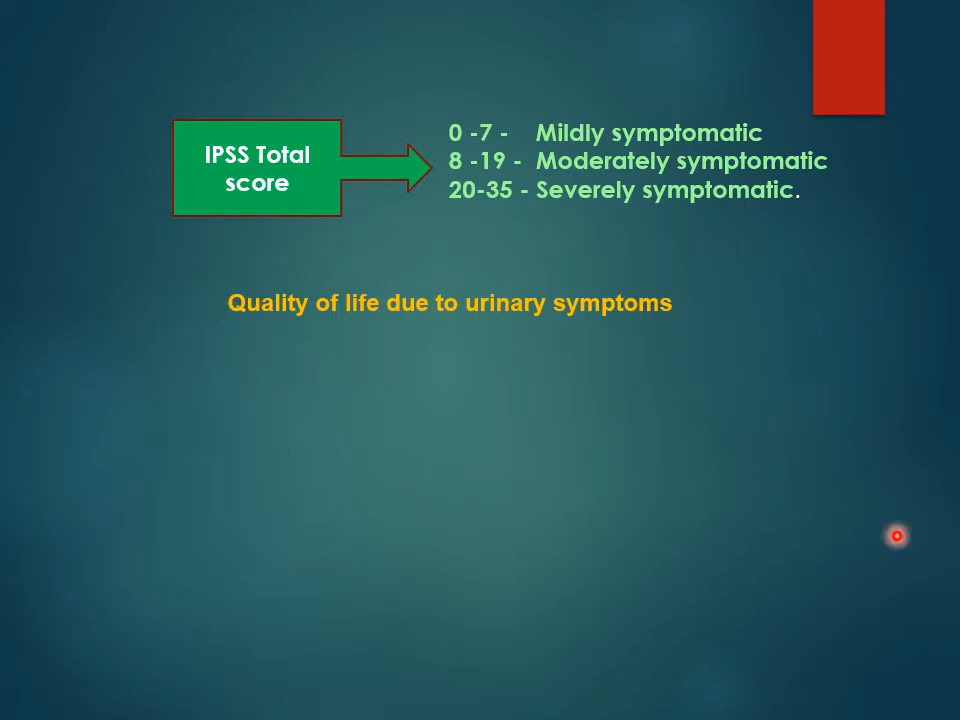 IPSS Total
score
0 -7 - Mildly symptomatic
8 -19 - Moderately symptomatic
20-35 - Severely symptomatic.
Quality of life due to urinary symptoms